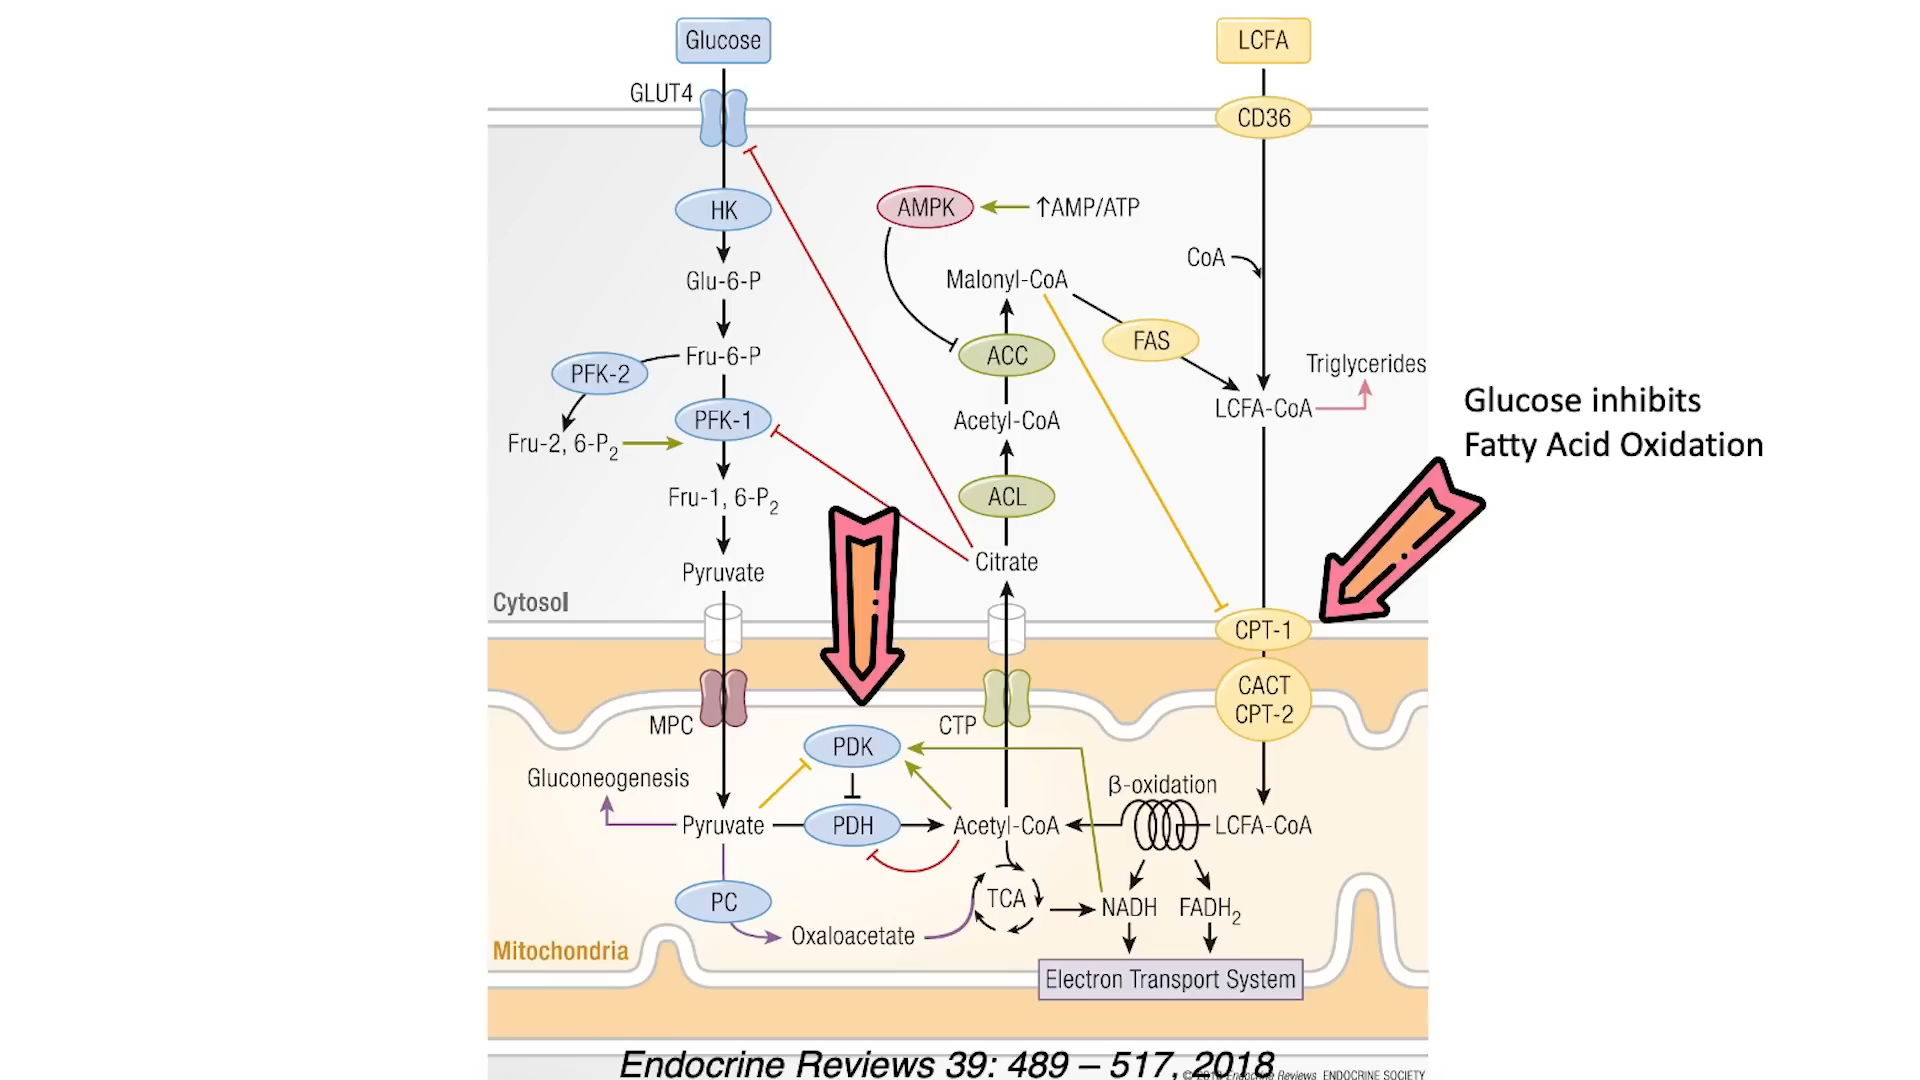 Glucose
LCFA
GLUT4
CD36
HK
AMPK
↑AMP/ATP
CoA
Glu-6-P
Malonyl-CoA
FAS
Fru-6-P
ACC
PFK-2
Triglycerides
LCFA-CoA
PFK-1
Acetyl-CoA
Fru-2, 6-P2
Glucose inhibits
Fatty Acid Oxidation
Fru-1, 6-P2
ACL
Citrate
Pyruvate
Cytosol
CPT-1
CACT
CPT-2
MPC
CTP
PDK
Gluconeogenesis
β-oxidation
Pyruvate
PDH
Acetyl-CoA
LCFA-CoA
PC
TCA
NADH
FADH2
Oxaloacetate
Mitochondria
Electron Transport System
Endocrine Reviews 39: 489 – 517, 2018
© 2018 Endocrine Reviews ENDOCRINE SOCIETY